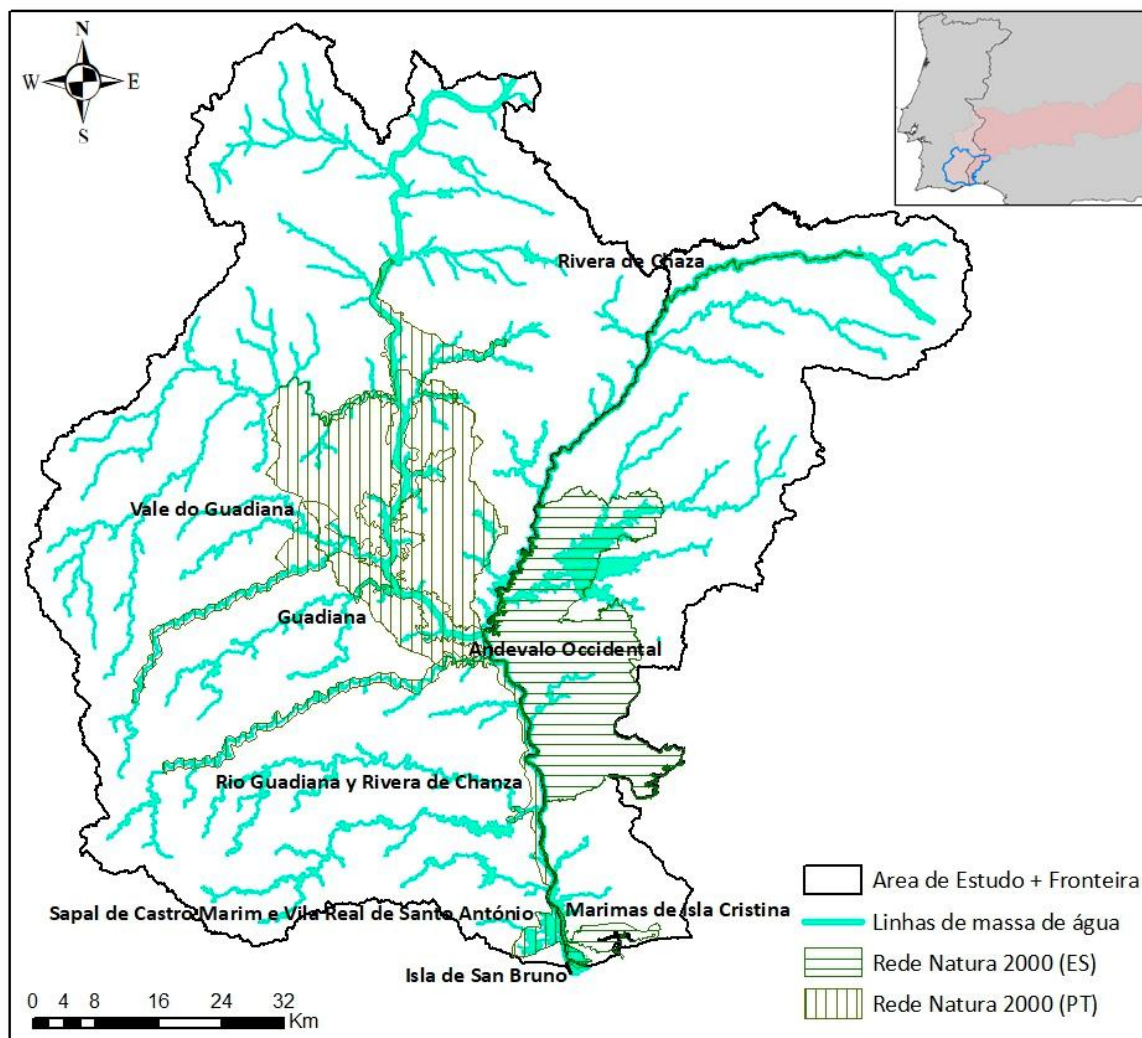 N
W E
S
Rivera de Chaza
Vale do Guadiana
Guadiana
Andevalo Occidental
Rio Guadiana y Rivera de Chanza
Sapal de Castro Marim e Vila Real de Santo António
Marimas de Isla Cristina
Isla de San Bruno
0 4 8 16 24 32
Km
Area de Estudo + Fronteira
Linhas de massa de água
Rede Natura 2000 (ES)
Rede Natura 2000 (PT)